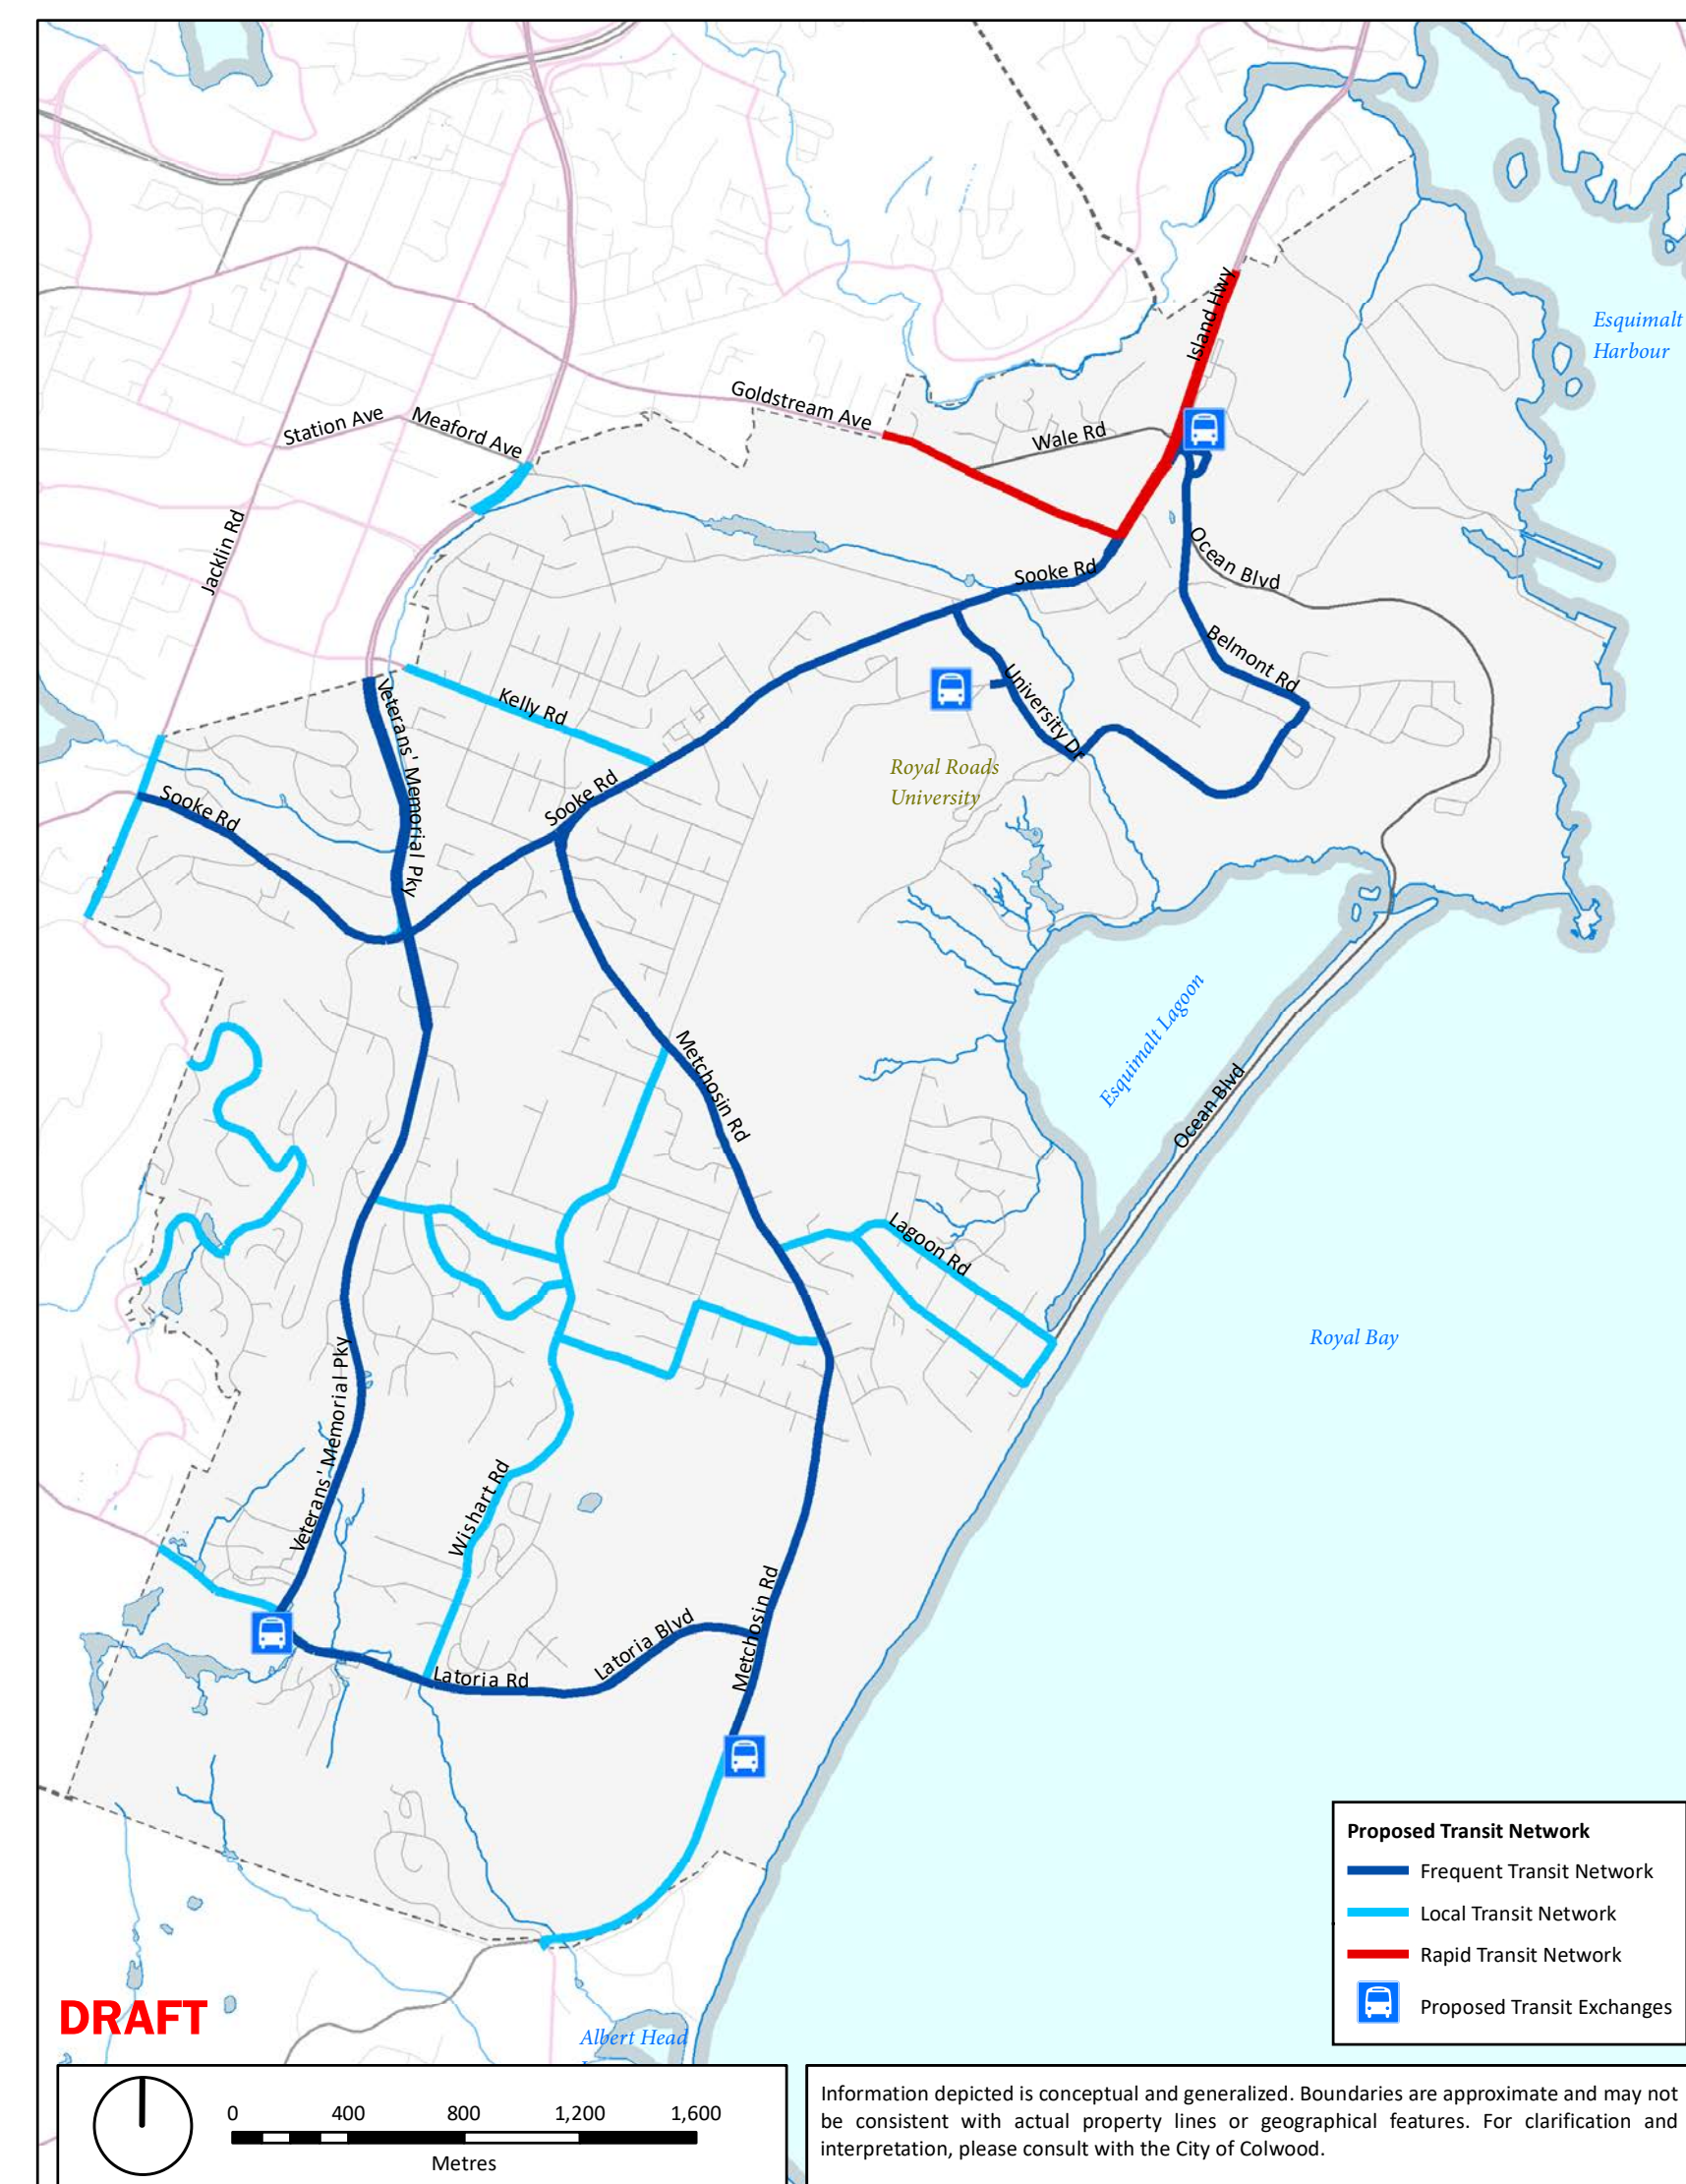 Island Hwy
Esquimalt
Harbour
Goldstream Ave
Station Ave
Meaford Ave
Wale Rd
Jacklin Rd
Ocean Blvd
Sooke Rd
Belmont Rd
University Dr
Kelly Rd
Veterans' Memorial Pky
Royal Roads
University
Sooke Rd
Sooke Rd
Esquimalt Lagoon
Metchosin Rd
Ocean Blvd
Lagoon Rd
Royal Bay
Veterans' Memorial Pky
Wishart Rd
Metchosin Rd
Latoria Blvd
Latoria Rd
Proposed Transit Network
Frequent Transit Network
Local Transit Network
Rapid Transit Network
Proposed Transit Exchanges
DRAFT
Albert Head
0 400 800 1,200 1,600
Metres
Information depicted is conceptual and generalized. Boundaries are approximate and may not
be consistent with actual property lines or geographical features. For clarification and
interpretation, please consult with the City of Colwood.